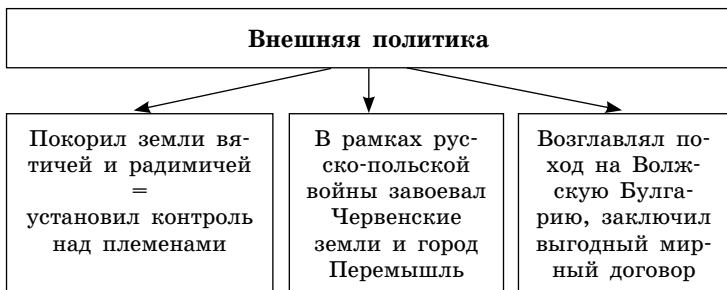 Внешняя политика
Покорил земли вя-
тичей и радимичей
=
установил контроль
над племенами
В рамках рус-
ско-польской
войны завоевал
Червенские
земли и город
Перемышль
Возглавлял по-
ход на Волж-
скую Булга-
рию, заключил
выгодный мир-
ный договор